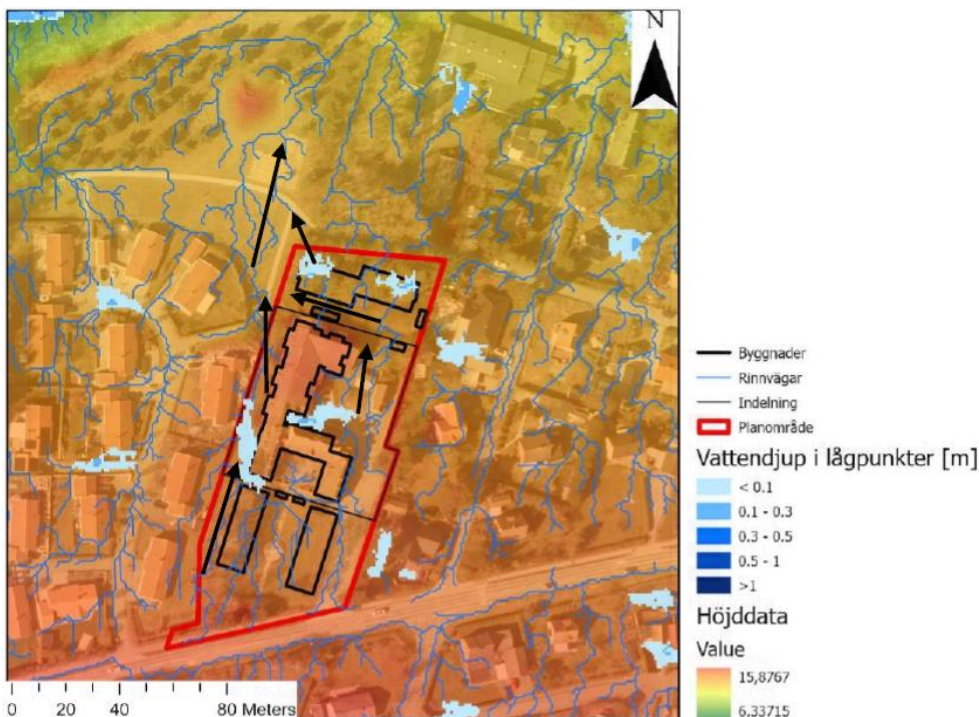 N
Byggnader
Rinnvägar
Indelning
Planområde
Vattendjup i lågpunkter [m]
< 0.1
0.1 - 0.3
0.3 - 0.5
0.5 - 1
>1
Höjddata
Value
15,8767
6,33715
0 20 40 80 Meters